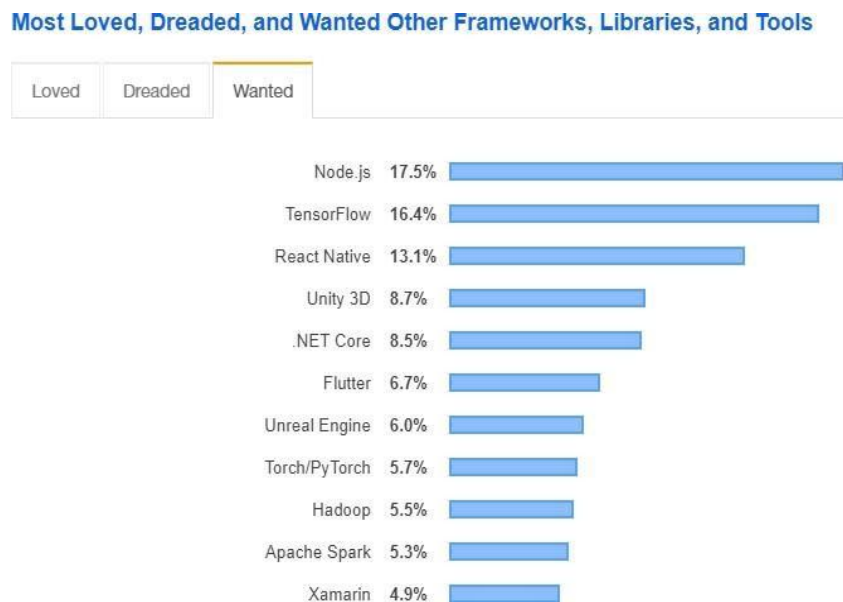 Most Loved, Dreaded, and Wanted Other Frameworks, Libraries, and Tools
Loved Dreaded Wanted
Node.js 17.5%
TensorFlow 16.4%
React Native 13.1%
Unity 3D 8.7%
.NET Core 8.5%
Flutter 6.7%
Unreal Engine 6.0%
Torch/PyTorch 5.7%
Hadoop 5.5%
Apache Spark 5.3%
Xamarin 4.9%